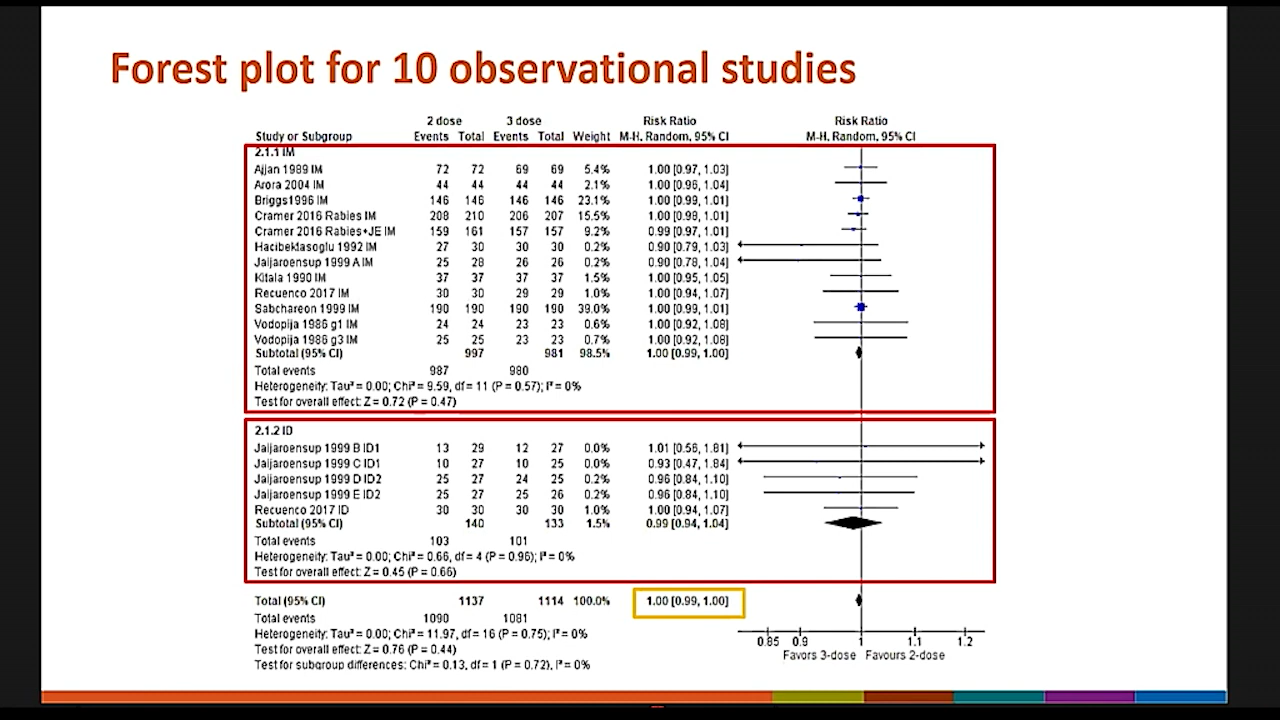 Forest plot for 10 observational studies
2 dose 3 dose Risk Ratio Risk Ratio
Study or Subgroup Events Total Events Total Weight M-H, Random, 95% CI M-H, Random, 95% CI
2.1.1 IM
Ajjan 1989 IM 72 72 69 69 5.4% 1.00 [0.97, 1.03]
Arora 2004 IM 44 44 44 44 2.1% 1.00 [0.96, 1.04]
Briggs1996 IM 146 146 146 146 23.1% 1.00 [0.99, 1.01]
Cramer 2016 Rabies IM 208 210 206 207 15.5% 1.00 [0.98, 1.01]
Cramer 2016 Rabies+JE IM 159 161 157 157 9.2% 0.99 [0.97, 1.01]
Hacibektasoglu 1992 IM 27 30 30 30 0.2% 0.90 [0.79, 1.03]
Jaijaroensup 1999 A IM 25 28 26 26 0.2% 0.90 [0.78, 1.04]
Kitala 1990 IM 37 37 37 37 1.5% 1.00 [0.95, 1.05]
Recuenco 2017 IM 30 30 29 29 1.0% 1.00 [0.94, 1.07]
Sabchareon 1999 IM 190 190 190 190 39.0% 1.00 [0.99, 1.01]
Vodopija 1986 g1 IM 24 24 23 23 0.6% 1.00 [0.92, 1.08]
Vodopija 1986 g3 IM 25 25 23 23 0.7% 1.00 [0.92, 1.08]
Subtotal (95% CI) 997 981 98.5% 1.00 [0.99, 1.00]
Total events 987 980
Heterogeneity: Tau² = 0.00; Chi² = 9.59, df = 11 (P = 0.57); I² = 0%
Test for overall effect: Z = 0.72 (P = 0.47)
2.1.2 ID
Jaijaroensup 1999 B ID1 13 29 12 27 0.0% 1.01 [0.56, 1.81]
Jaijaroensup 1999 C ID1 10 27 10 25 0.0% 0.93 [0.47, 1.84]
Jaijaroensup 1999 D ID2 25 27 24 25 0.2% 0.96 [0.84, 1.10]
Jaijaroensup 1999 E ID2 25 27 25 26 0.2% 0.96 [0.84, 1.10]
Recuenco 2017 ID 30 30 30 30 1.0% 1.00 [0.94, 1.07]
Subtotal (95% CI) 140 133 1.5% 0.99 [0.94, 1.04]
Total events 103 101
Heterogeneity: Tau² = 0.00; Chi² = 0.66, df = 4 (P = 0.96); I² = 0%
Test for overall effect: Z = 0.45 (P = 0.66)
Total (95% CI) 1137 1114 100.0% 1.00 [0.99, 1.00]
Total events 1090 1081
Heterogeneity: Tau² = 0.00; Chi² = 11.97, df = 16 (P = 0.75); I² = 0%
Test for overall effect: Z = 0.76 (P = 0.44)
Test for subgroup differences: Chi² = 0.13, df = 1 (P = 0.72), I² = 0%
0.85 0.9 1 1.1 1.2
Favors 3-dose Favours 2-dose